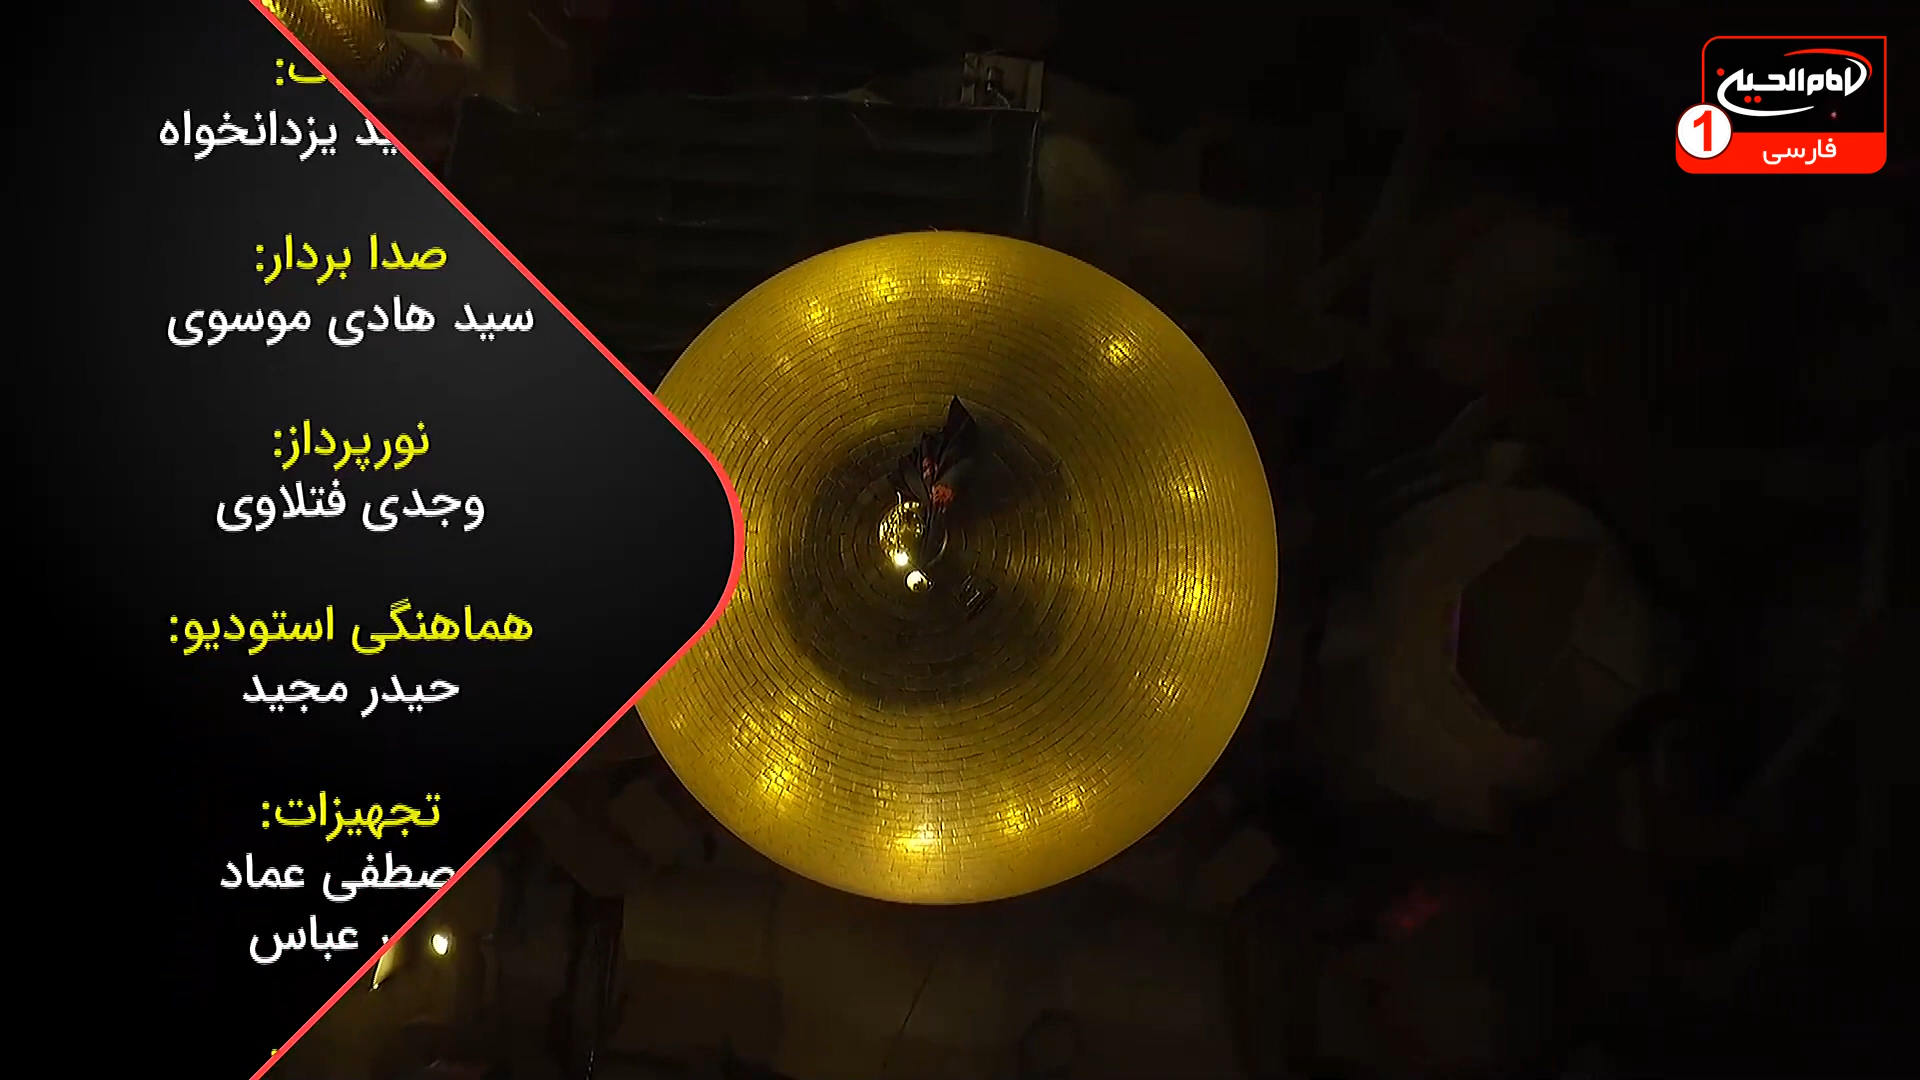 یزدانخواه
صدا بردار:
سید هادی موسوی
نورپرداز:
وجدی فتلاوی
هماهنگی استودیو:
حیدر مجید
تجهیزات:
عماد
عباس
امام الحسین
1
فارسی